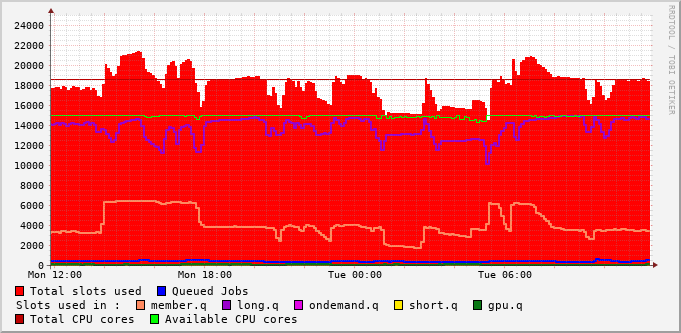 24000
22000
20000
18000
16000
14000
12000
10000
8000
6000
4000
2000
0
Mon 12:00 Mon 18:00 Tue 00:00 Tue 06:00
RRDTOOL / TOBI OETIKER
Total slots used Queued Jobs
Slots used in : member.q long.q ondemand.q short.q gpu.q
Total CPU cores Available CPU cores